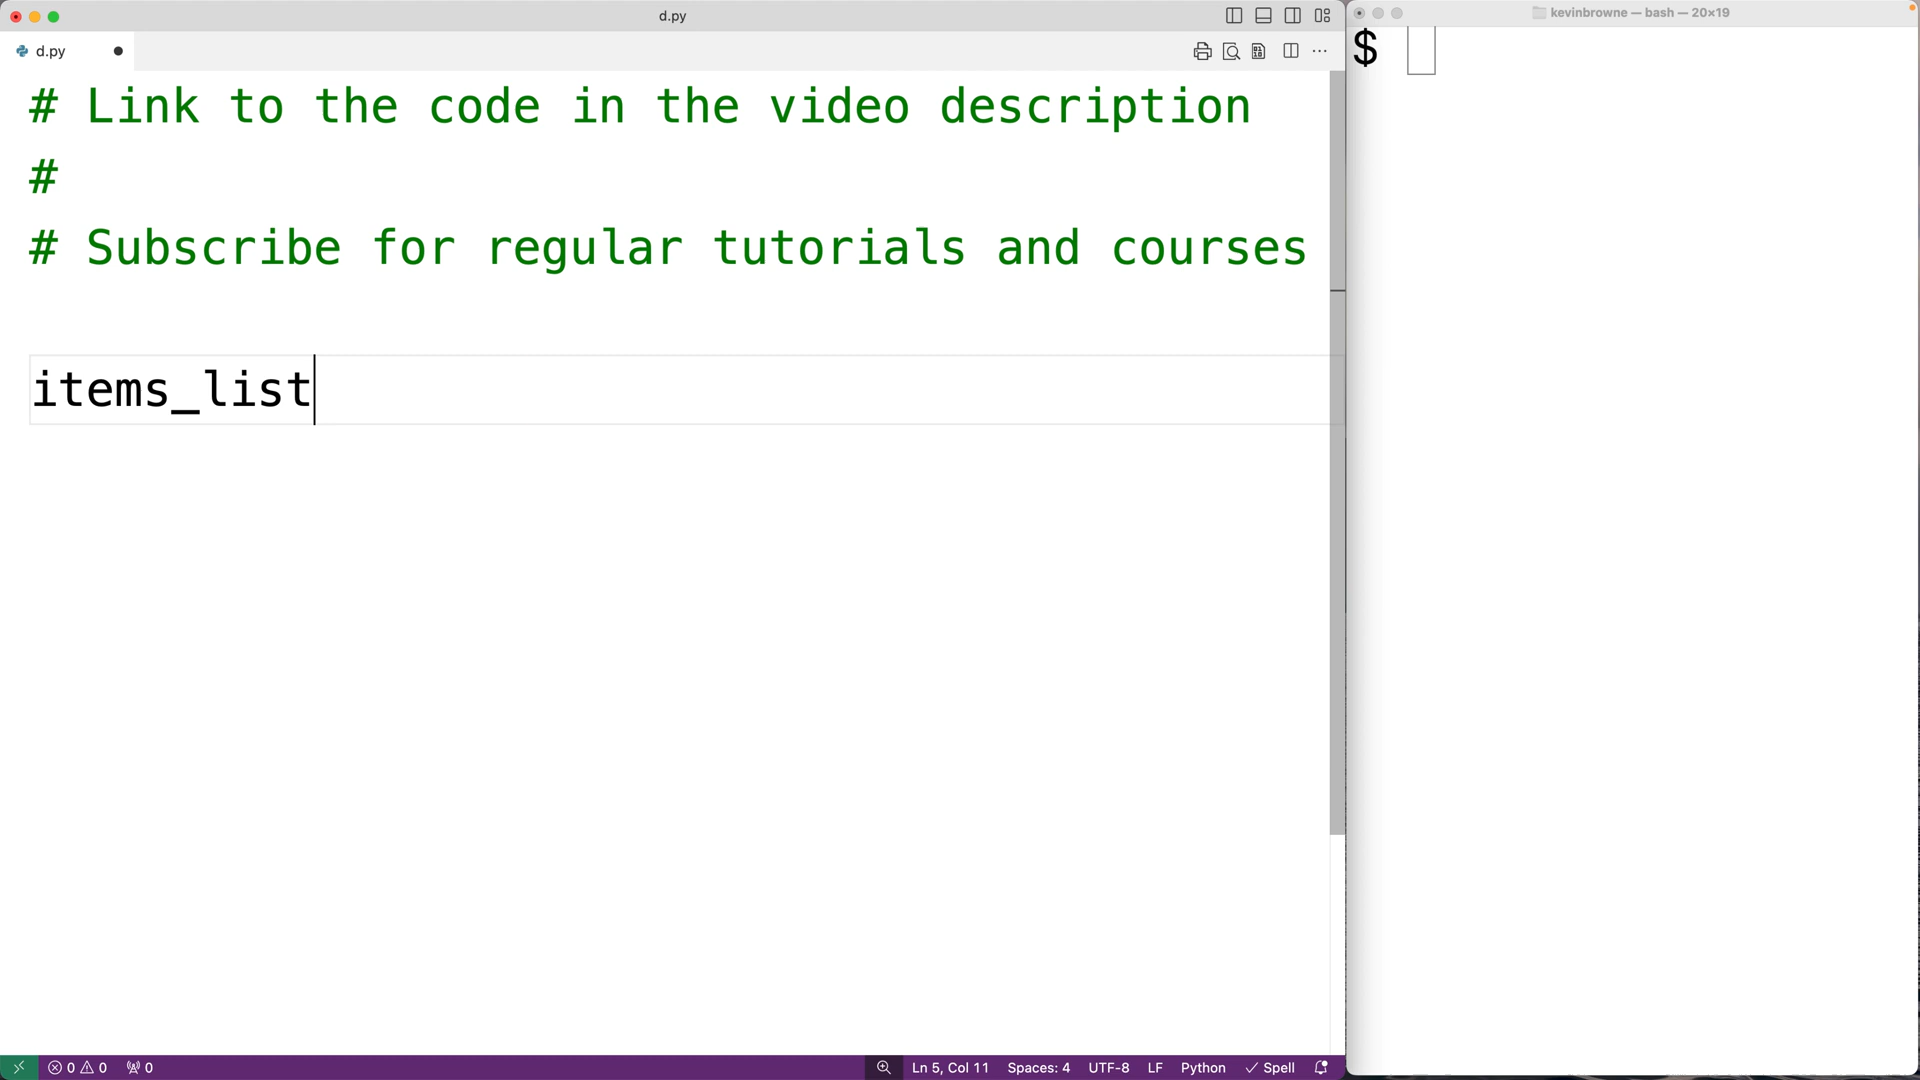 d.py
kevinbrowne — bash — 20×19
d.py
$
# Link to the code in the video description
#
# Subscribe for regular tutorials and courses
items_list
0 0 0 Ln 5, Col 11 Spaces: 4 UTF-8 LF Python Spell